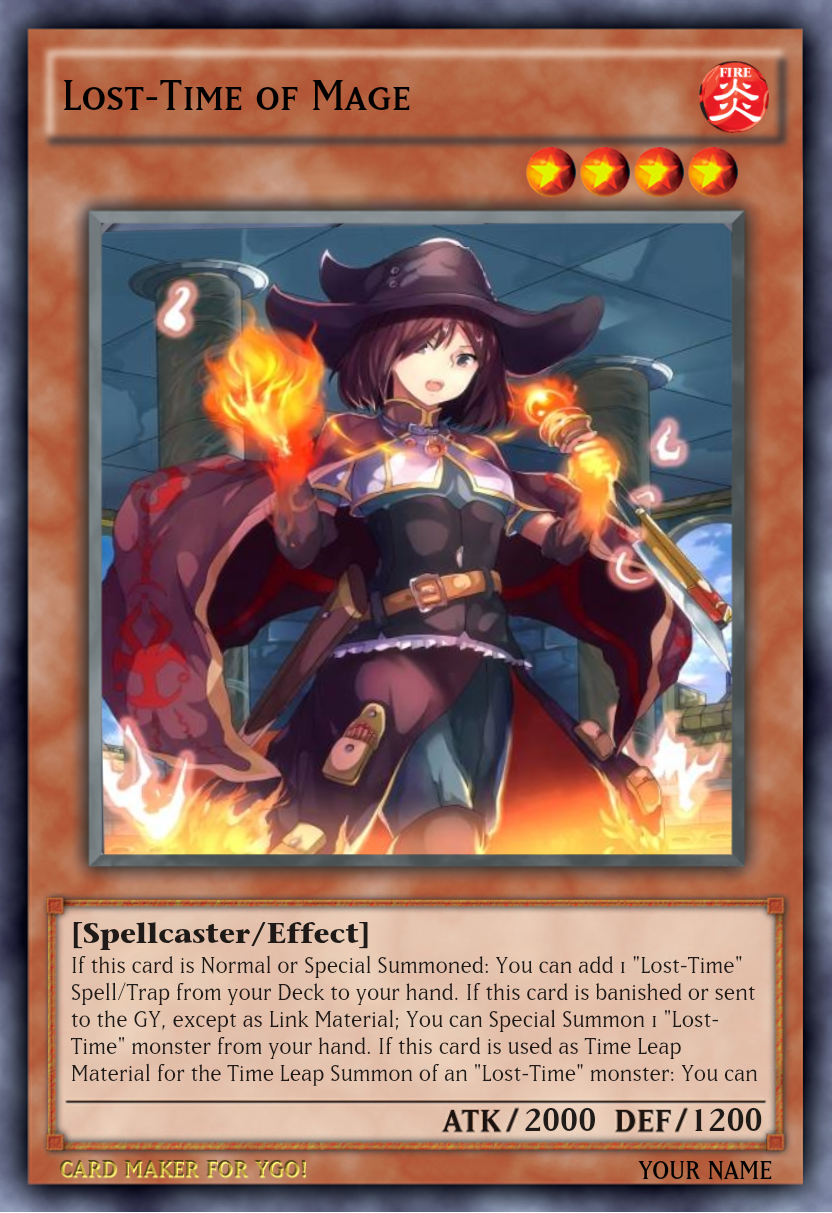 Lost-Time of Mage
FIRE
炎
[Spellcaster/Effect]
If this card is Normal or Special Summoned: You can add 1 "Lost-Time"
Spell/Trap from your Deck to your hand. If this card is banished or sent
to the GY, except as Link Material; You can Special Summon 1 "Lost-
Time" monster from your hand. If this card is used as Time Leap
Material for the Time Leap Summon of an "Lost-Time" monster: You can
ATK/2000 DEF/1200
CARD MAKER FOR YGO!
YOUR NAME